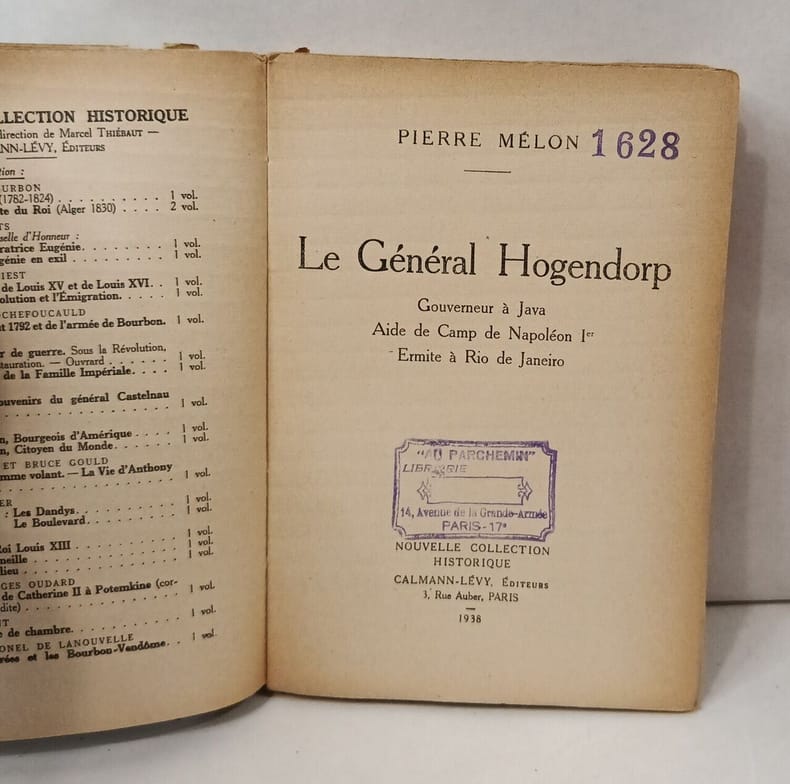 LLECTION HISTORIQUE
direction de Marcel THIÉBAUT —
NN-LÉVY, ÉDITEURS
tion :
URBON
(1782-1824) . . . . . . . . . . 1 vol.
te du Roi (Alger 1830) . . . . 2 vol.
TS
selle d'Honneur :
ratrice Eugénie. . . . . . . . 1 vol.
génie en exil . . . . . . . . . 1 vol.
IEST
de Louis XV et de Louis XVI. . 1 vol.
olution et l'Émigration. . . . . 1 vol.
CHEFOUCAULD
t 1792 et de l'armée de Bourbon. 1 vol.
r de guerre. Sous la Révolution,
tauration. — Ouvrard . . . . . . 1 vol.
de la Famille Impériale. . . . 1 vol.
ouvenirs du général Castelnau
. . . . . . . . . . . . . . . 1 vol.
n, Bourgeois d'Amérique . . . . 1 vol.
n, Citoyen du Monde. . . . . . 1 vol.
ET BRUCE GOULD
mme volant. — La Vie d'Anthony
. . . . . . . . . . . . . . . 1 vol.
ER
: Les Dandys. . . . . . . . . . 1 vol.
Le Boulevard. . . . . . . . . 1 vol.
oi Louis XIII . . . . . . . . . 1 vol.
neille . . . . . . . . . . . . 1 vol.
lieu . . . . . . . . . . . . . 1 vol.
GES OUDARD
de Catherine II à Potemkine (cor-
dite) . . . . . . . . . . . . . 1 vol.
NT
e de chambre. . . . . . . . . . 1 vol.
ONEL DE LANOUVELLE
rées et les Bourbon-Vendôme. . 1 vol.
PIERRE MÉLON 1628
Le Général Hogendorp
Gouverneur à Java
Aide de Camp de Napoléon Ier
Ermite à Rio de Janeiro
"AU PARCHEMIN"
LIBRAIRIE
14, Avenue de la Grande-Armée
PARIS-17e
NOUVELLE COLLECTION
HISTORIQUE
CALMANN-LÉVY, ÉDITEURS
3, Rue Auber, PARIS
1938